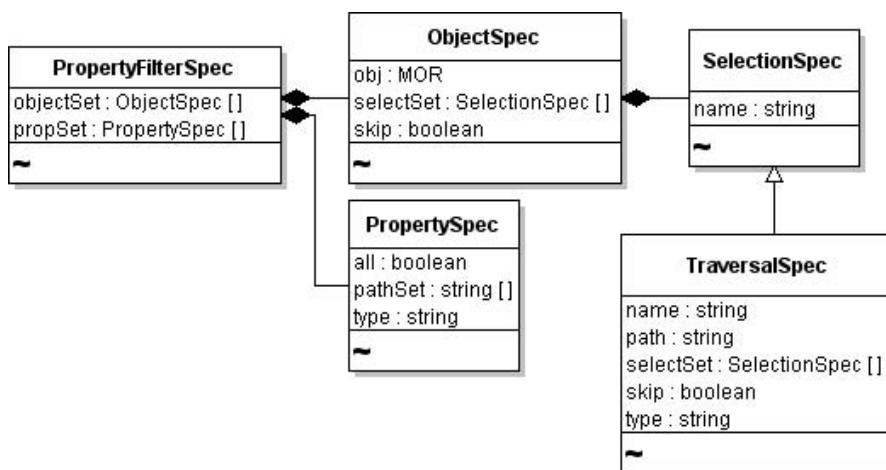 PropertyFilterSpec
objectSet : ObjectSpec [ ]
propSet : PropertySpec [ ]
~
ObjectSpec
obj : MOR
selectSet : SelectionSpec [ ]
skip : boolean
~
SelectionSpec
name : string
~
PropertySpec
all : boolean
pathSet : string [ ]
type : string
~
TraversalSpec
name : string
path : string
selectSet : SelectionSpec [ ]
skip : boolean
type : string
~